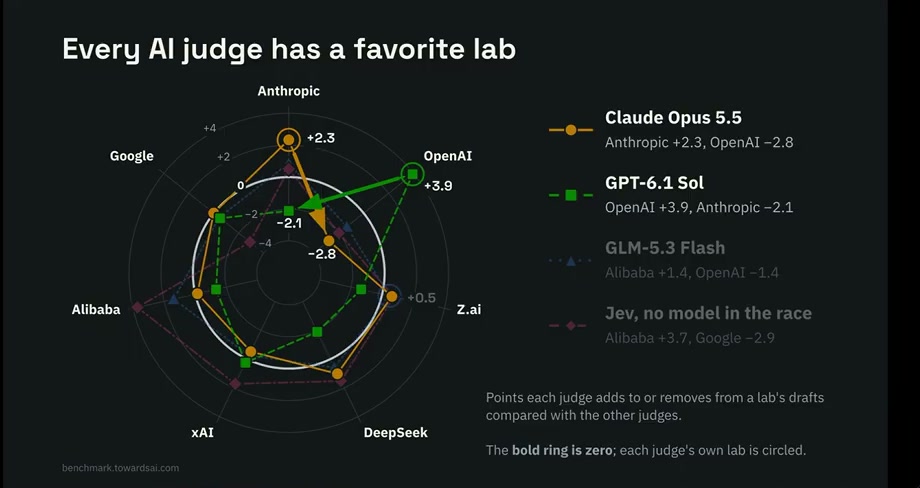 Every AI judge has a favorite lab
Anthropic
+4
+2.3
Google
+2
OpenAI
0
+3.9
−2
−2.1
−4
−2.8
Alibaba
+0.5
Z.ai
xAI
DeepSeek
Claude Opus 5.5
Anthropic +2.3, OpenAI −2.8
GPT-6.1 Sol
OpenAI +3.9, Anthropic −2.1
GLM-5.3 Flash
Alibaba +1.4, OpenAI −1.4
Jev, no model in the race
Alibaba +3.7, Google −2.9
Points each judge adds to or removes from a lab's drafts
compared with the other judges.
The bold ring is zero; each judge's own lab is circled.
benchmark.towardsai.com